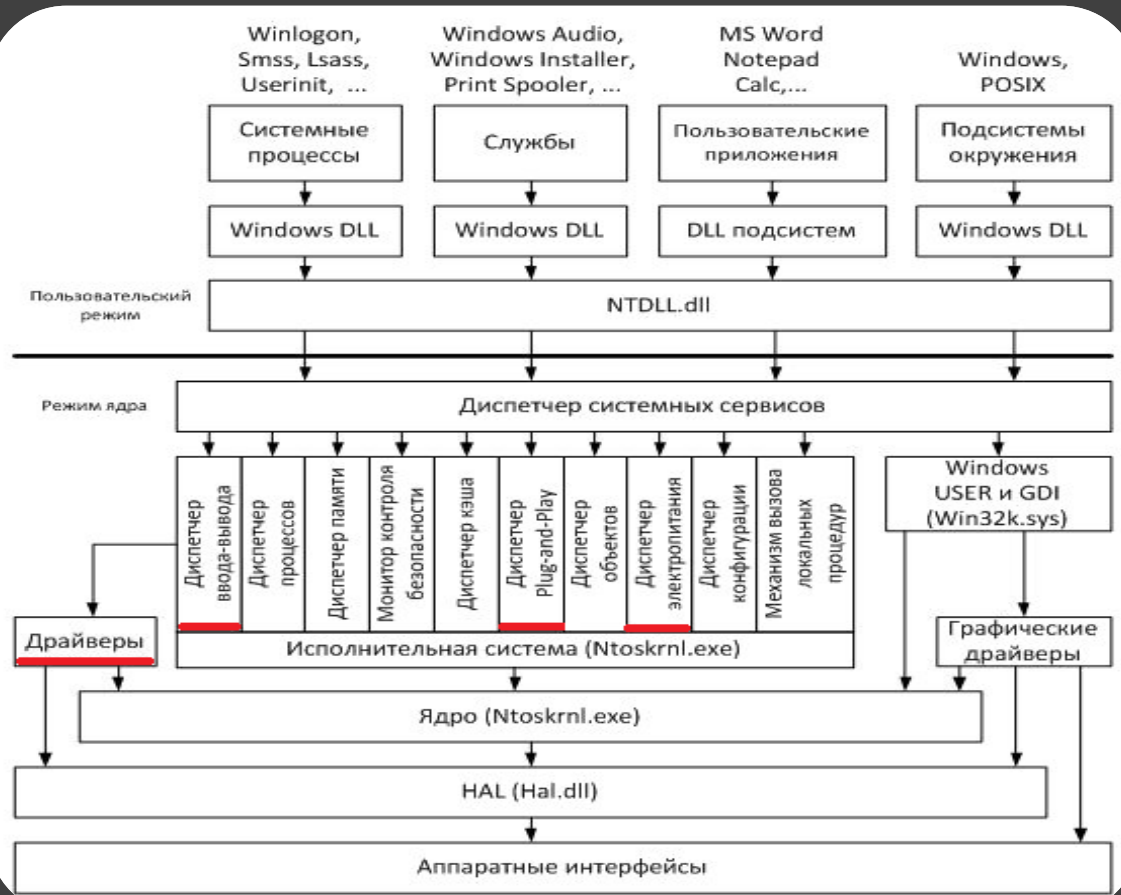 Winlogon,
Smss, Lsass,
Userinit, ...
Windows Audio,
Windows Installer,
Print Spooler, ...
MS Word
Notepad
Calc,...
Windows,
POSIX
Системные
процессы
Службы
Пользовательские
приложения
Подсистемы
окружения
Windows DLL
Windows DLL
DLL подсистем
Windows DLL
Пользовательский
режим
NTDLL.dll
Режим ядра
Диспетчер системных сервисов
Диспетчер
ввода-вывода
Диспетчер
процессов
Диспетчер памяти
Монитор контроля
безопасности
Диспетчер кэша
Диспетчер
Plug-and-Play
Диспетчер
объектов
Диспетчер
электропитания
Диспетчер
конфигурации
Механизм вызова
локальных
процедур
Windows
USER и GDI
(Win32k.sys)
Драйверы
Исполнительная система (Ntoskrnl.exe)
Графические
драйверы
Ядро (Ntoskrnl.exe)
HAL (Hal.dll)
Аппаратные интерфейсы